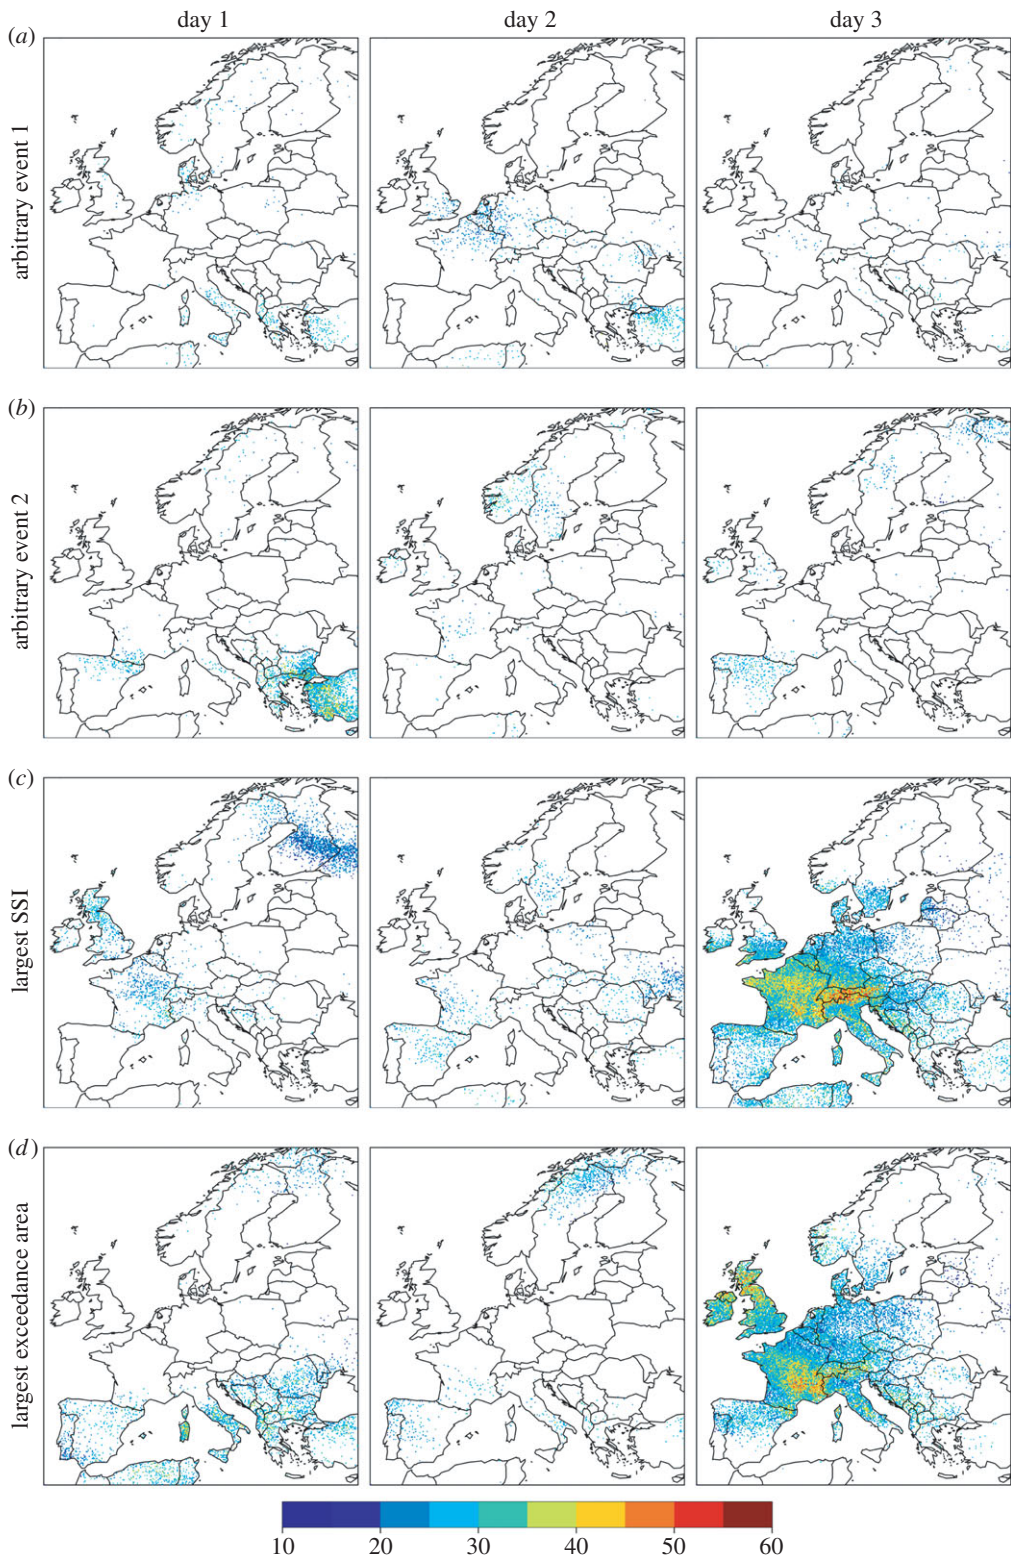 day 1
day 2
day 3
(a)
arbitrary event 1
(b)
arbitrary event 2
(c)
largest SSI
(d)
largest exceedance area
10 20 30 40 50 60